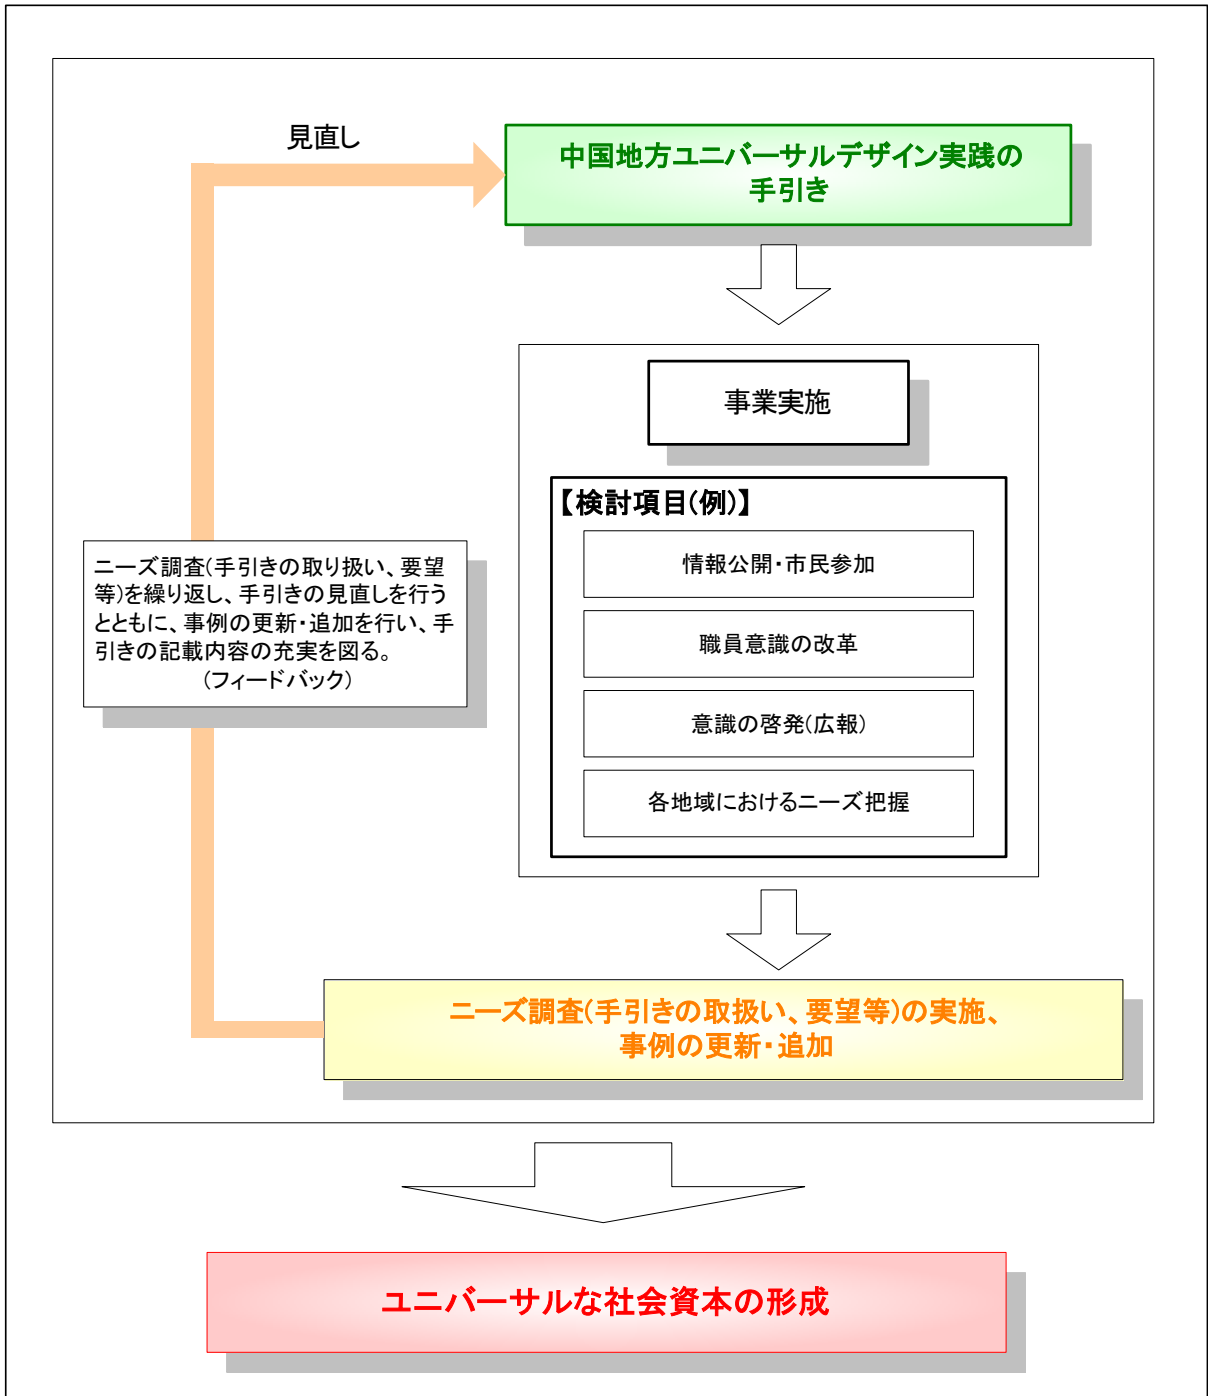 見直し
中国地方ユニバーサルデザイン実践の
手引き
事業実施
【検討項目(例)】
情報公開・市民参加
職員意識の改革
意識の啓発(広報)
各地域におけるニーズ把握
ニーズ調査(手引きの取り扱い、要望
等)を繰り返し、手引きの見直しを行う
とともに、事例の更新・追加を行い、手
引きの記載内容の充実を図る。
(フィードバック)
ニーズ調査(手引きの取扱い、要望等)の実施、
事例の更新・追加
ユニバーサルな社会資本の形成